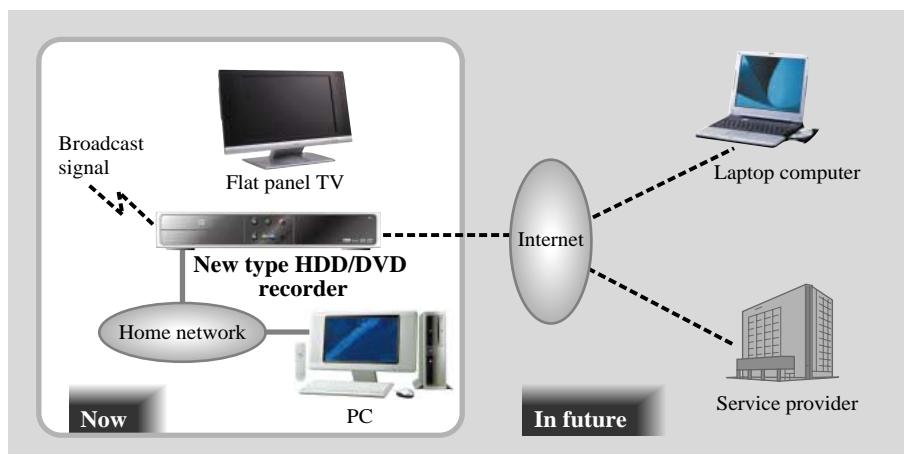 Broadcast
signal
Flat panel TV
New type HDD/DVD
recorder
Home network
PC
Now
Internet
Laptop computer
Service provider
In future